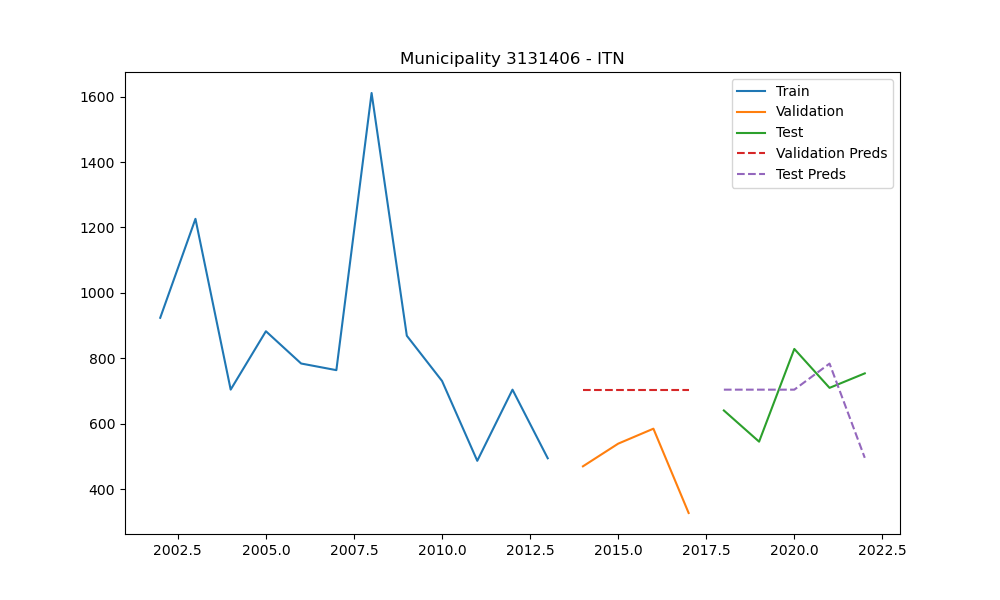 Municipality 3131406 - ITN
1600
1400
1200
1000
800
600
400
2002.5
2005.0
2007.5
2010.0
2012.5
2015.0
2017.5
2020.0
2022.5
Train
Validation
Test
Validation Preds
Test Preds